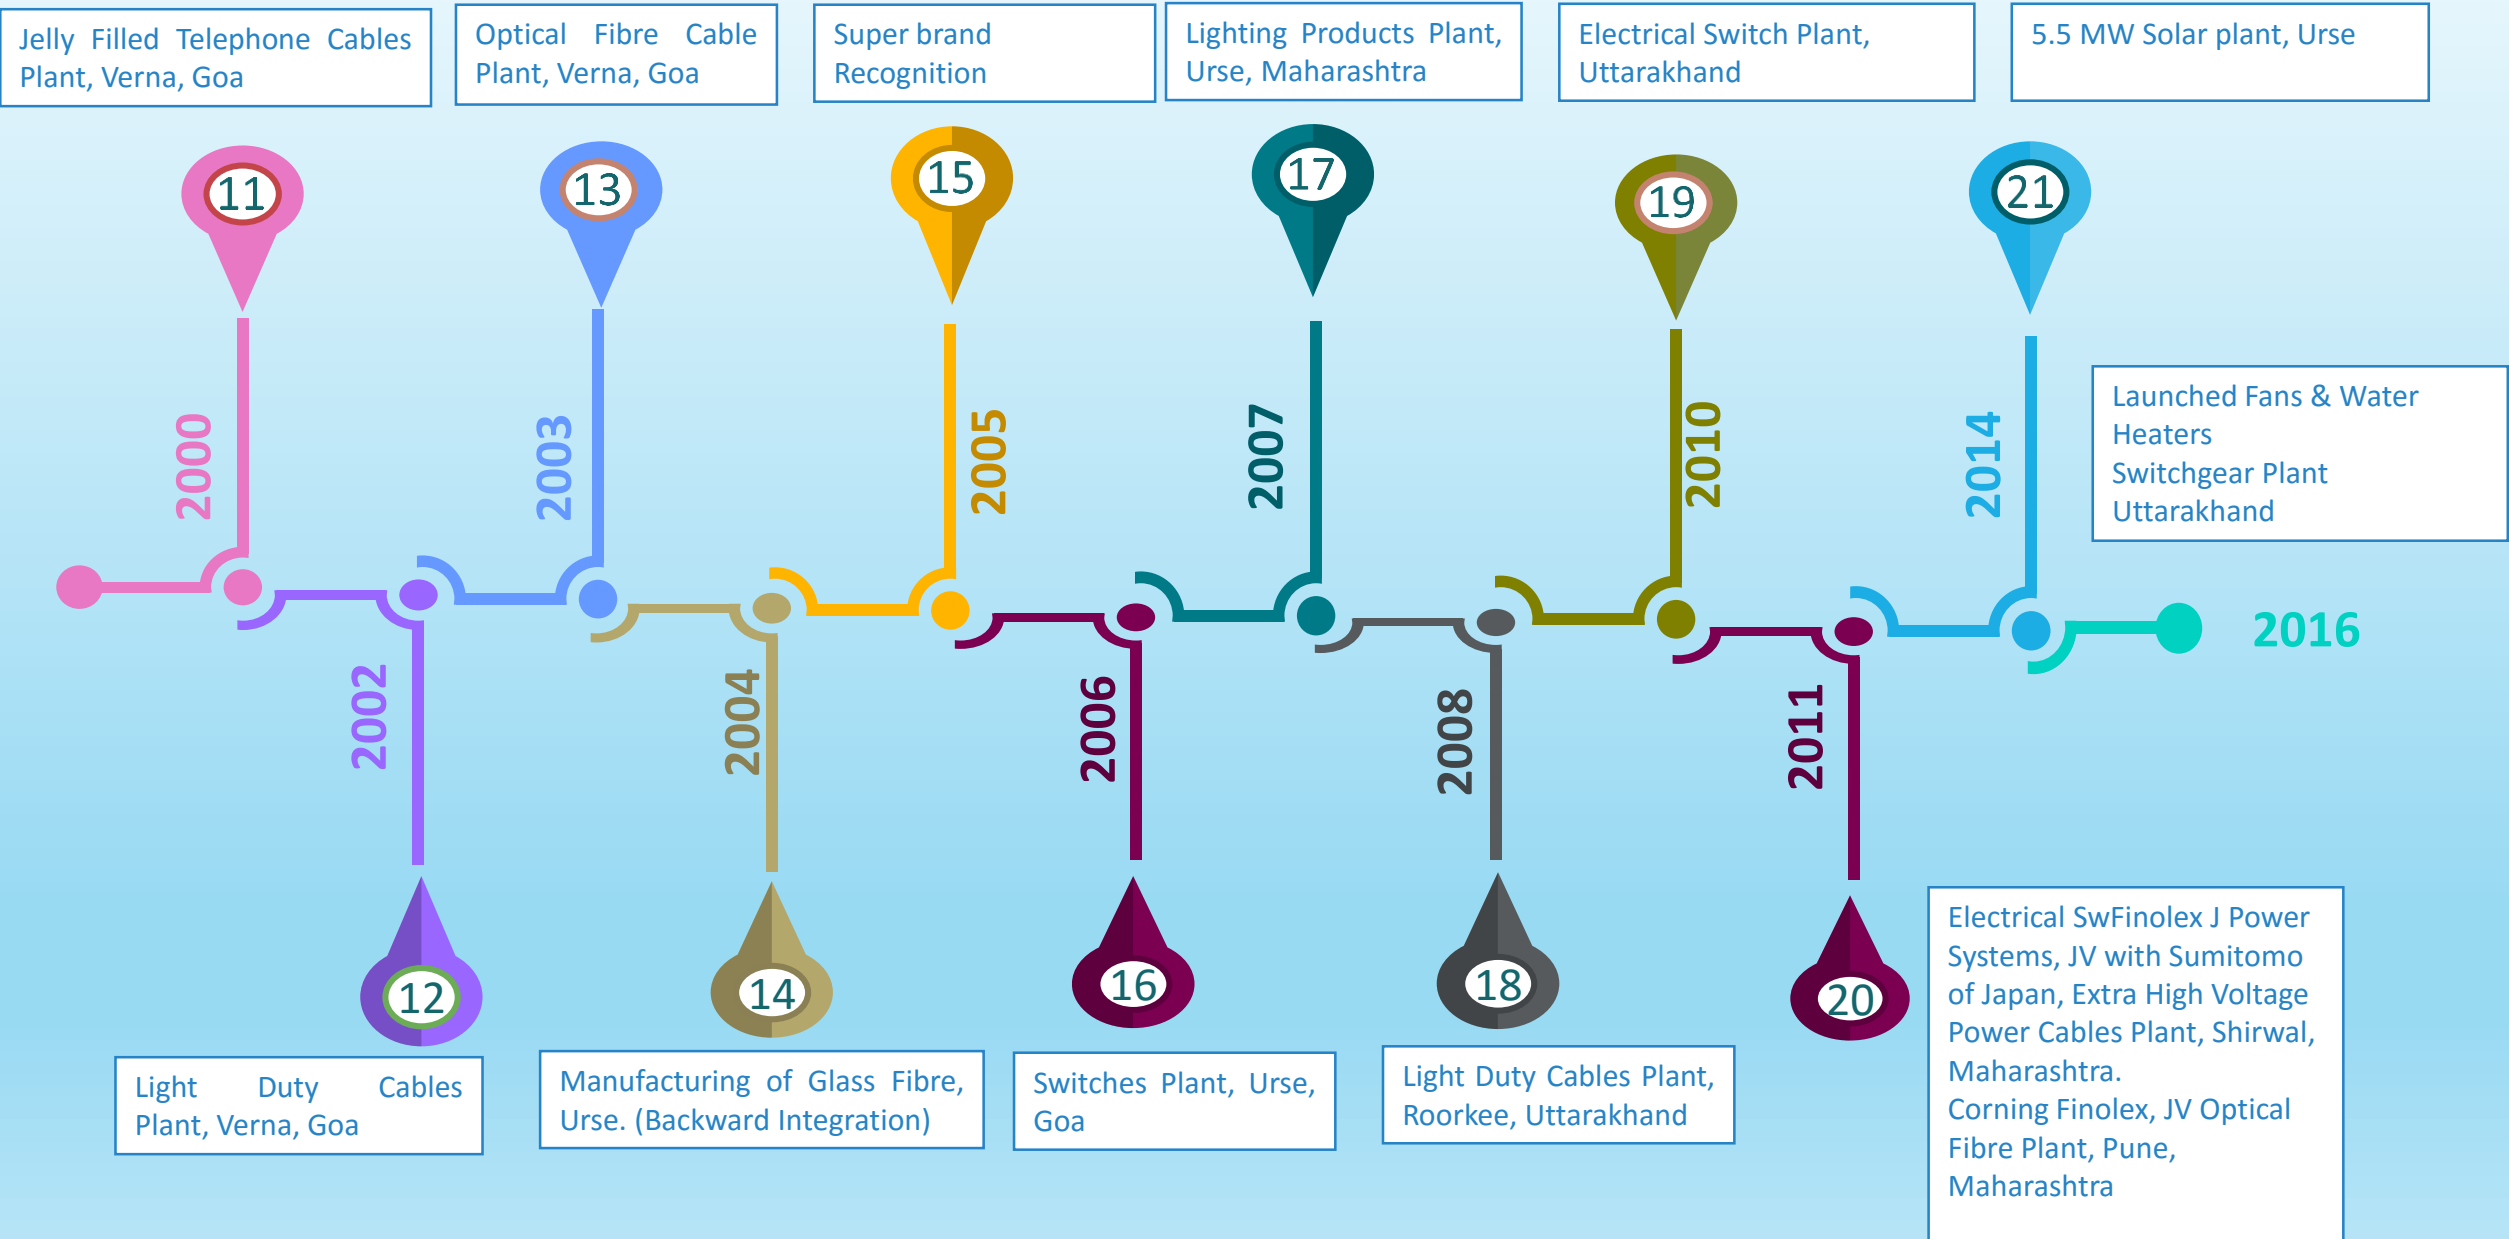 Jelly Filled Telephone Cables
Plant, Verna, Goa
Optical Fibre Cable
Plant, Verna, Goa
Super brand
Recognition
Lighting Products Plant,
Urse, Maharashtra
Electrical Switch Plant,
Uttarakhand
5.5 MW Solar plant, Urse
11
13
15
17
19
21
2000
2003
2005
2007
2010
2014
Launched Fans & Water
Heaters
Switchgear Plant
Uttarakhand
2016
2002
2004
2006
2008
2011
12
14
16
18
20
Light Duty Cables
Plant, Verna, Goa
Manufacturing of Glass Fibre,
Urse. (Backward Integration)
Switches Plant, Urse,
Goa
Light Duty Cables Plant,
Roorkee, Uttarakhand
Electrical SwFinolex J Power
Systems, JV with Sumitomo
of Japan, Extra High Voltage
Power Cables Plant, Shirwal,
Maharashtra.
Corning Finolex, JV Optical
Fibre Plant, Pune,
Maharashtra